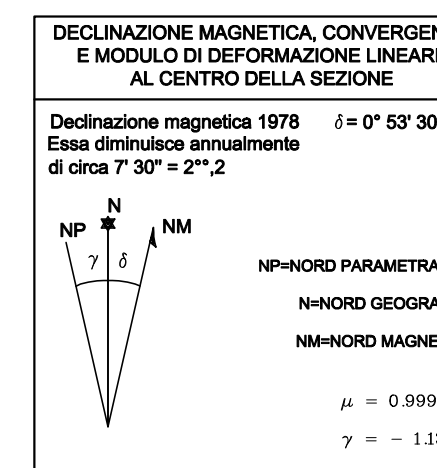 DECLINAZIONE MAGNETICA, CONVERGEN
E MODULO DI DEFORMAZIONE LINEAR
AL CENTRO DELLA SEZIONE
Declinazione magnetica 1978 δ = 0° 53' 30
Essa diminuisce annualmente
di circa 7' 30" = 2°°,2
N
NP NM
γ δ
NP=NORD PARAMETRA
N=NORD GEOGRA
NM=NORD MAGNE
μ = 0.999
γ = - 1.1